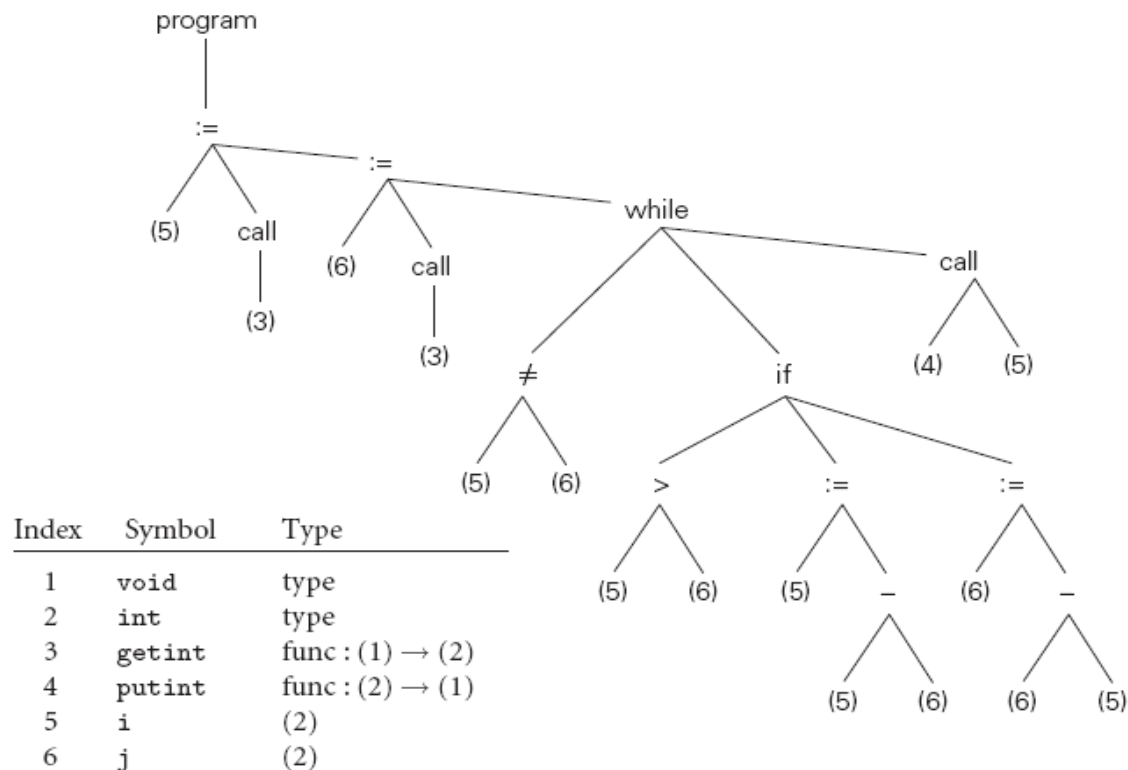 program
:=
:=
while
(5) call
(6) call
call
(3)
(3)
(4) (5)
≠ if
(5) (6)
> := :=
(5) (6) (5) – (6) –
(5) (6) (6) (5)
Index Symbol Type
1 void type
2 int type
3 getint func : (1) → (2)
4 putint func : (2) → (1)
5 i (2)
6 j (2)